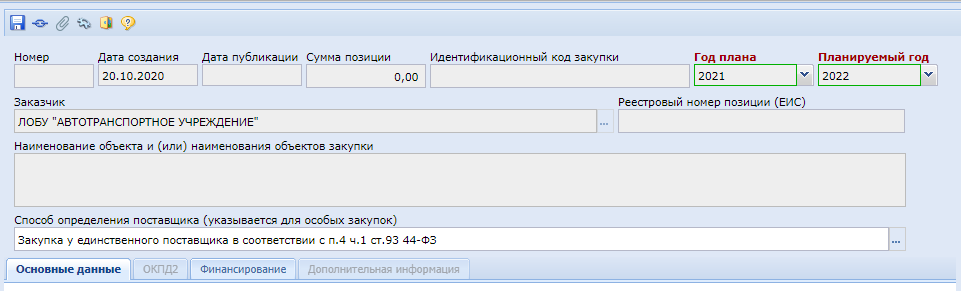 Номер Дата создания Дата публикации Сумма позиции Идентификационный код закупки Год плана Планируемый год
20.10.2020 0,00 2021 2022
Заказчик Реестровый номер позиции (ЕИС)
ЛОБУ "АВТОТРАНСПОРТНОЕ УЧРЕЖДЕНИЕ" ...
Наименование объекта и (или) наименования объектов закупки
Способ определения поставщика (указывается для особых закупок)
Закупка у единственного поставщика в соответствии с п.4 ч.1 ст.93 44-ФЗ ...
Основные данные ОКПД2 Финансирование Дополнительная информация